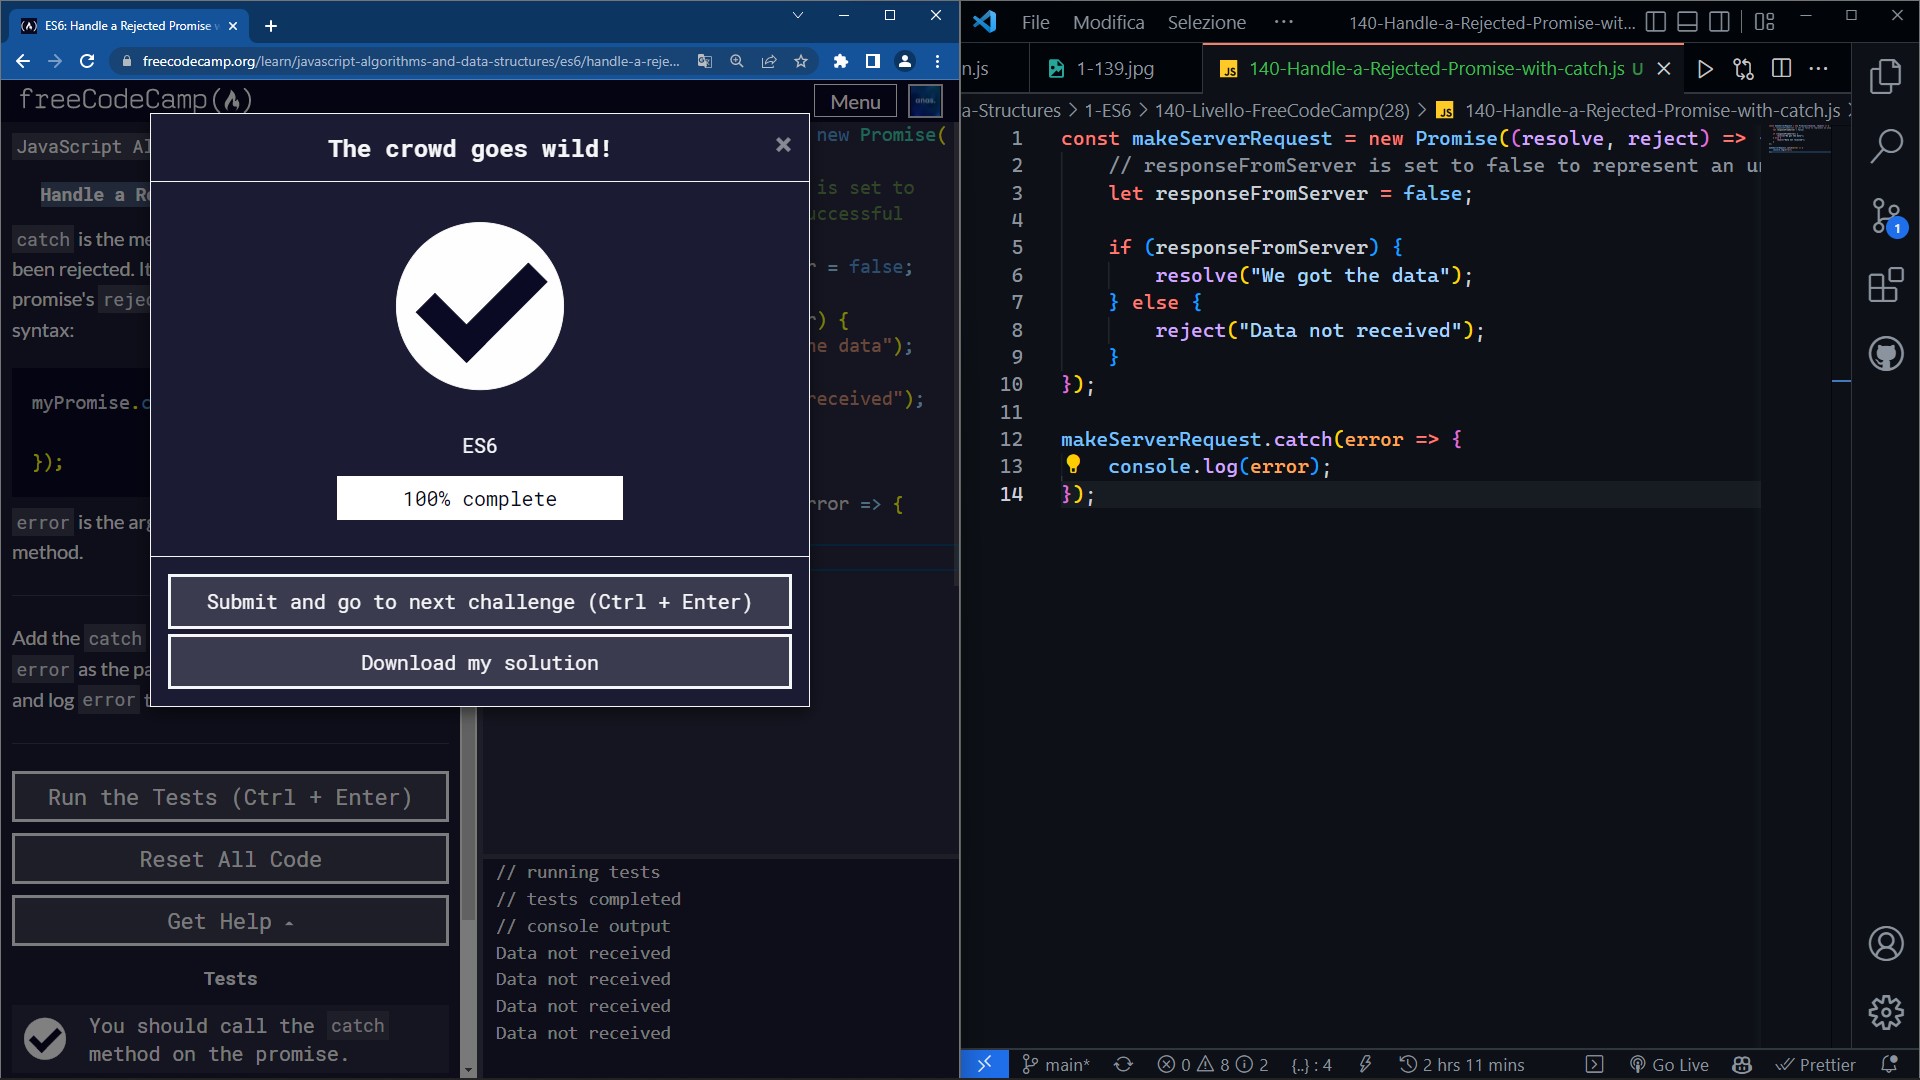 ES6: Handle a Rejected Promise
freecodecamp.org/learn/javascript-algorithms-and-data-structures/es6/handle-a-reje...
freeCodeCamp(🔥)
Menu
JavaScript Al
Handle a Re
catch is the me
been rejected. It
promise's rejec
syntax:
myPromise.c
});
error is the arg
method.
Add the catch
error as the pa
and log error t
Run the Tests (Ctrl + Enter)
Reset All Code
Get Help
Tests
You should call the catch
method on the promise.
The crowd goes wild!
×
ES6
100% complete
Submit and go to next challenge (Ctrl + Enter)
Download my solution
new Promise(
is set to
uccessful
r = false;
r) {
he data");
received");
rror => {
// running tests
// tests completed
// console output
Data not received
Data not received
Data not received
Data not received
File Modifica Selezione ··· 140-Handle-a-Rejected-Promise-wit...
n.js 1-139.jpg JS 140-Handle-a-Rejected-Promise-with-catch.js U
a-Structures > 1-ES6 > 140-Livello-FreeCodeCamp(28) > JS 140-Handle-a-Rejected-Promise-with-catch.js >
1 const makeServerRequest = new Promise((resolve, reject) =>
2 // responseFromServer is set to false to represent an u
3 let responseFromServer = false;
4
5 if (responseFromServer) {
6 resolve("We got the data");
7 } else {
8 reject("Data not received");
9 }
10 });
11
12 makeServerRequest.catch(error => {
13 console.log(error);
14 });
1
main* 0 8 2 {..} : 4 2 hrs 11 mins Go Live Prettier